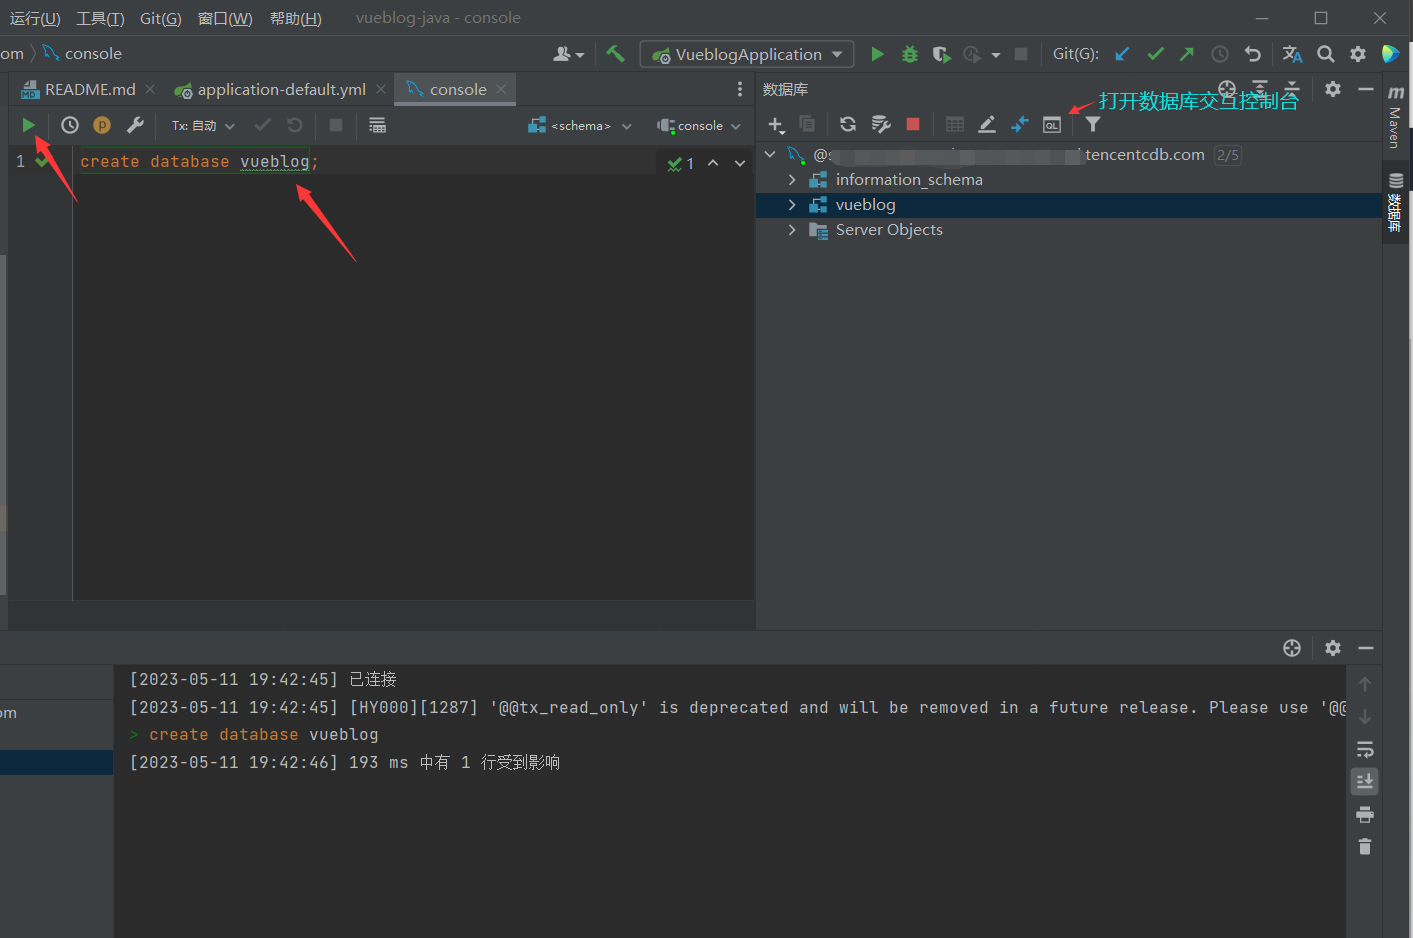 运行(U) 工具(T) Git(G) 窗口(W) 帮助(H) vueblog-java - console
om console VueblogApplication Git(G):
README.md application-default.yml console 数据库
打开数据库交互控制台
Maven
数据库
Tx: 自动 <schema> console
1 create database vueblog; 1
@ tencentcdb.com 2/5
information_schema
vueblog
Server Objects
om
[2023-05-11 19:42:45] 已连接
[2023-05-11 19:42:45] [HY000][1287] '@@tx_read_only' is deprecated and will be removed in a future release. Please use '@@
> create database vueblog
[2023-05-11 19:42:46] 193 ms 中有 1 行受到影响